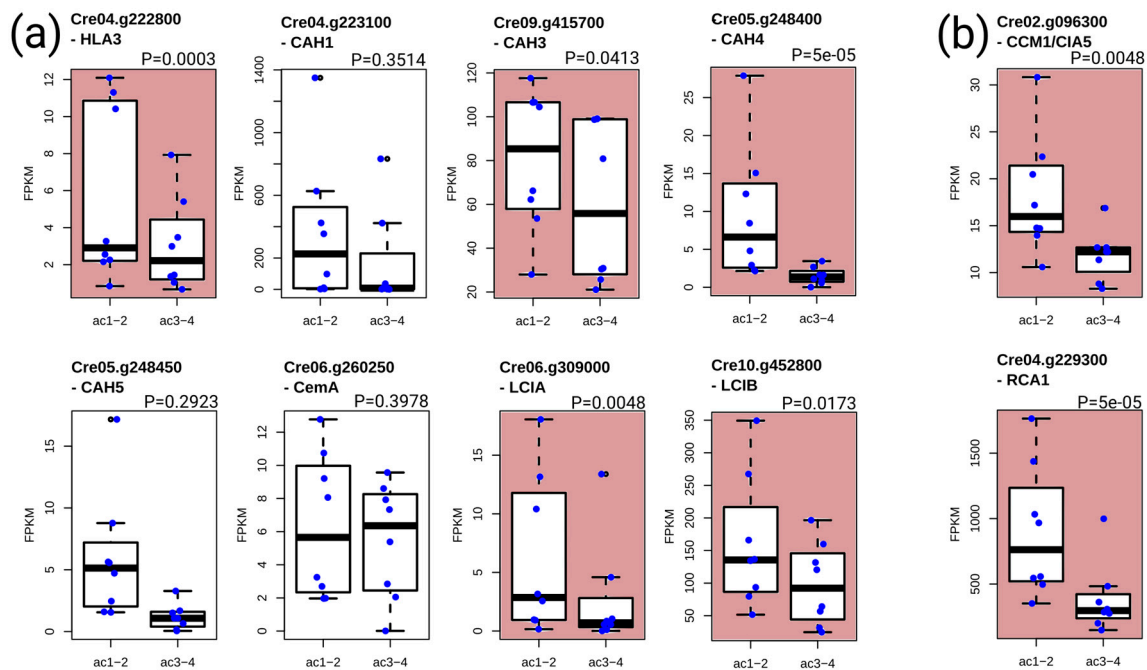 (a)
Cre04.g222800
- HLA3
P=0.0003
FPKM
12
10
8
6
4
2
ac1-2
ac3-4
Cre04.g223100
- CAH1
P=0.3514
FPKM
1400
1000
600
200
0
ac1-2
ac3-4
Cre09.g415700
- CAH3
P=0.0413
FPKM
120
100
80
60
40
20
ac1-2
ac3-4
Cre05.g248400
- CAH4
P=5e-05
FPKM
25
20
15
10
5
0
ac1-2
ac3-4
(b)
Cre02.g096300
- CCM1/CIA5
P=0.0048
FPKM
30
25
20
15
10
ac1-2
ac3-4
Cre05.g248450
- CAH5
P=0.2923
FPKM
15
10
5
0
ac1-2
ac3-4
Cre06.g260250
- CemA
P=0.3978
FPKM
12
10
8
6
4
2
0
ac1-2
ac3-4
Cre06.g309000
- LCIA
P=0.0048
FPKM
15
10
5
0
ac1-2
ac3-4
Cre10.g452800
- LCIB
P=0.0173
FPKM
350
300
250
200
150
100
50
ac1-2
ac3-4
Cre04.g229300
- RCA1
P=5e-05
FPKM
1500
1000
500
ac1-2
ac3-4